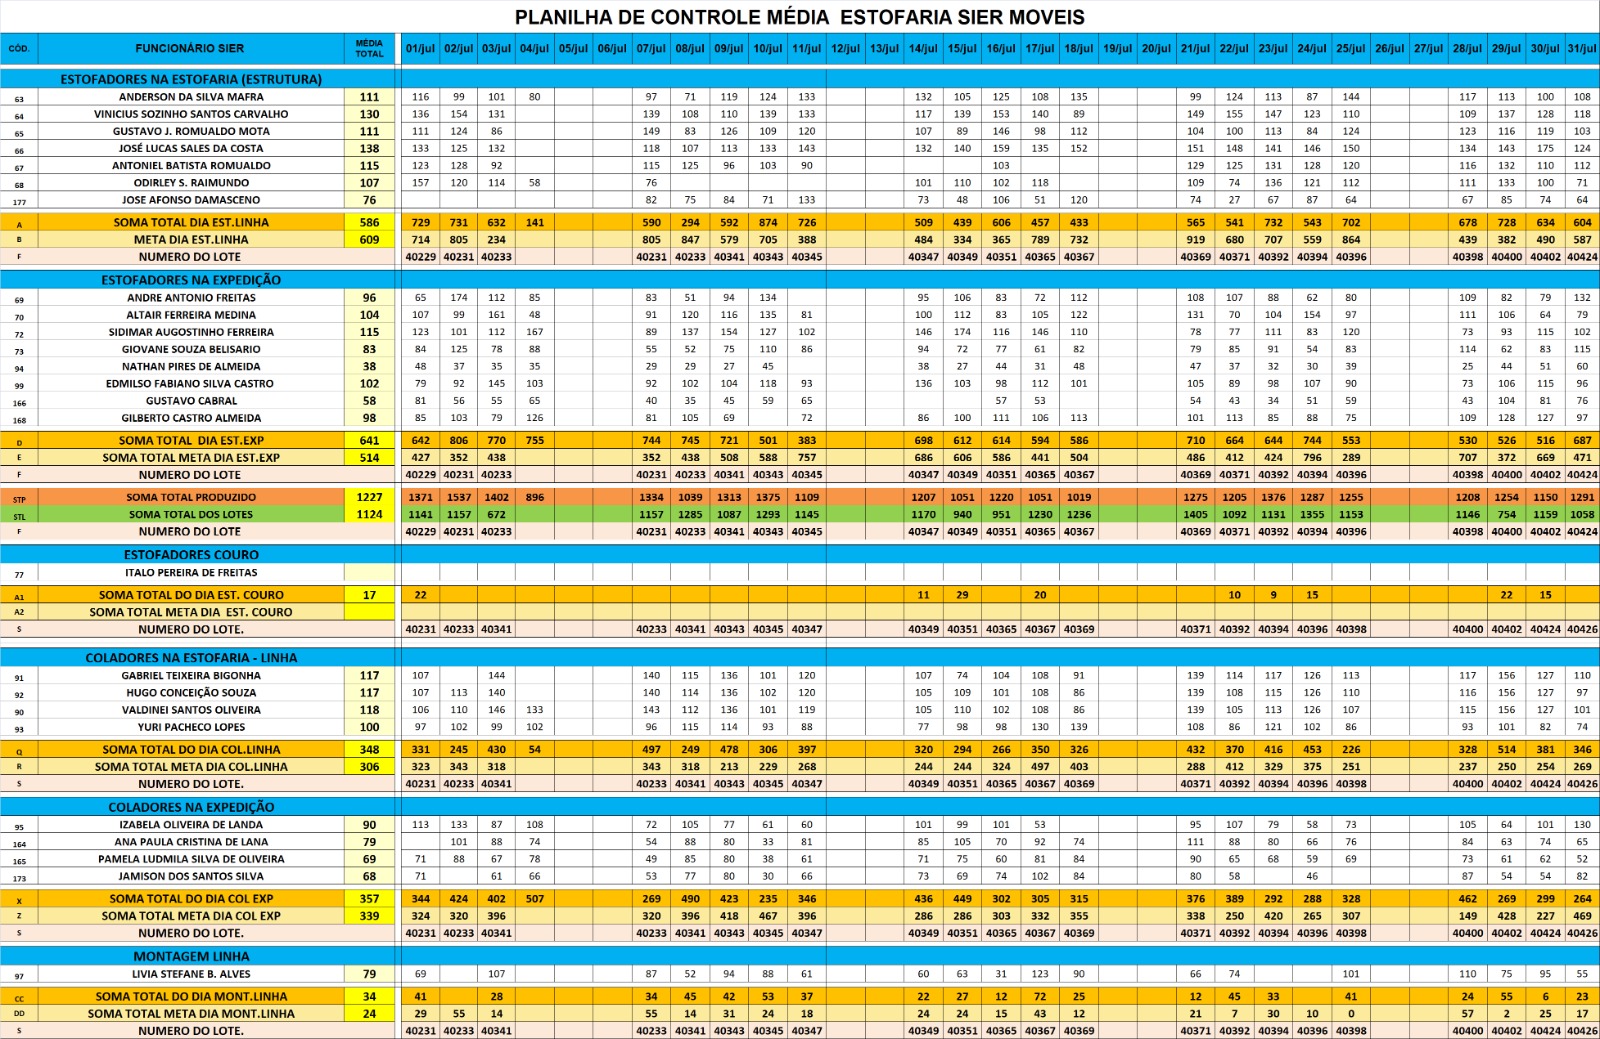 PLANILHA DE CONTROLE MÉDIA ESTOFARIA SIER MOVEIS
CÓD. FUNCIONÁRIO SIER MÉDIA TOTAL 01/jul 02/jul 03/jul 04/jul 05/jul 06/jul 07/jul 08/jul 09/jul 10/jul 11/jul 12/jul 13/jul 14/jul 15/jul 16/jul 17/jul 18/jul 19/jul 20/jul 21/jul 22/jul 23/jul 24/jul 25/jul 26/jul 27/jul 28/jul 29/jul 30/jul 31/jul
ESTOFADORES NA ESTOFARIA (ESTRUTURA)
63 ANDERSON DA SILVA MAFRA 111 116 99 101 80 97 71 119 124 133 132 105 125 108 135 99 124 113 87 144 117 113 100 108
64 VINICIUS SOZINHO SANTOS CARVALHO 130 136 154 131 139 108 110 139 133 117 139 153 140 89 149 155 147 123 110 109 137 128 118
65 GUSTAVO J. ROMUALDO MOTA 111 111 124 86 149 83 126 109 120 107 89 146 98 112 104 100 113 84 124 123 116 119 103
66 JOSÉ LUCAS SALES DA COSTA 138 133 125 132 118 107 113 133 143 132 166 159 135 152 151 148 141 146 150 134 143 175 124
67 ANTONIEL BATISTA ROMUALDO 115 123 128 92 115 125 96 103 90 103 129 125 131 128 120 116 132 110 112
68 ODIRLEY S. RAIMUNDO 107 157 120 114 58 76 101 110 102 118 109 74 136 121 112 111 133 100 71
177 JOSE AFONSO DAMASCENO 76 82 75 84 71 133 73 48 106 51 120 74 27 67 87 64 67 85 74 64
A SOMA TOTAL DIA EST.LINHA 586 729 731 632 141 590 294 592 874 726 509 439 606 457 433 565 541 732 543 702 678 728 634 604
B META DIA EST.LINHA 609 714 805 234 805 847 579 705 388 484 334 365 789 732 919 680 707 559 864 439 382 490 587
F NUMERO DO LOTE 40229 40231 40233 40231 40233 40341 40343 40345 40347 40349 40351 40365 40367 40369 40371 40392 40394 40396 40398 40400 40402 40424
ESTOFADORES NA EXPEDIÇÃO
69 ANDRE ANTONIO FREITAS 96 65 174 112 85 83 51 94 134 95 106 83 72 112 108 107 88 62 80 109 82 79 132
70 ALTAIR FERREIRA MEDINA 104 107 99 161 48 91 120 116 135 81 100 112 83 105 122 131 70 104 154 97 111 106 64 79
72 SIDIMAR AUGOSTINHO FERREIRA 115 123 101 112 167 89 137 154 127 102 146 174 116 146 110 78 77 111 83 120 73 93 115 102
73 GIOVANE SOUZA BELISARIO 83 84 125 78 88 55 52 75 110 86 94 72 77 61 82 79 85 91 54 83 114 62 83 115
94 NATHAN PIRES DE ALMEIDA 38 48 37 35 35 29 29 27 45 38 27 44 31 48 47 37 32 30 39 25 44 51 60
99 EDMILSO FABIANO SILVA CASTRO 102 79 92 145 103 92 102 104 118 93 136 103 98 112 101 105 89 98 107 90 73 106 115 96
166 GUSTAVO CABRAL 58 81 56 55 65 40 35 45 59 65 57 53 54 43 34 51 59 43 104 81 76
168 GILBERTO CASTRO ALMEIDA 98 85 103 79 126 81 105 69 72 86 100 111 106 113 101 113 85 88 75 109 128 127 97
D SOMA TOTAL DIA EST.EXP 641 642 806 770 755 744 745 721 501 383 698 612 614 594 586 710 664 644 744 553 530 526 516 687
E SOMA TOTAL META DIA EST.EXP 514 427 352 438 352 438 508 588 757 686 606 586 441 504 486 412 424 796 289 707 372 669 471
F NUMERO DO LOTE 40229 40231 40233 40231 40233 40341 40343 40345 40347 40349 40351 40365 40367 40369 40371 40392 40394 40396 40398 40400 40402 40424
STP SOMA TOTAL PRODUZIDO 1227 1371 1537 1402 896 1334 1039 1313 1375 1109 1207 1051 1220 1051 1019 1275 1205 1376 1287 1255 1208 1254 1150 1291
STL SOMA TOTAL DOS LOTES 1124 1141 1157 672 1157 1285 1087 1293 1145 1170 940 951 1230 1236 1405 1092 1131 1355 1153 1146 754 1159 1058
F NUMERO DO LOTE 40229 40231 40233 40231 40233 40341 40343 40345 40347 40349 40351 40365 40367 40369 40371 40392 40394 40396 40398 40400 40402 40424
ESTOFADORES COURO
77 ITALO PEREIRA DE FREITAS
A1 SOMA TOTAL DO DIA EST. COURO 17 22 11 29 20 10 9 15 22 15
A2 SOMA TOTAL META DIA EST. COURO
S NUMERO DO LOTE. 40231 40233 40341 40233 40341 40343 40345 40347 40349 40351 40365 40367 40369 40371 40392 40394 40396 40398 40400 40402 40424 40426
COLADORES NA ESTOFARIA - LINHA
91 GABRIEL TEIXEIRA BIGONHA 117 107 144 140 115 136 101 120 107 74 104 108 91 139 114 117 126 113 117 156 127 110
92 HUGO CONCEIÇÃO SOUZA 117 107 113 140 140 114 136 102 116 105 109 101 108 86 139 108 115 126 110 116 156 127 97
90 VALDINEI SANTOS OLIVEIRA 118 106 110 146 133 143 112 136 101 119 105 110 102 108 86 139 105 113 126 107 115 156 127 101
93 YURI PACHECO LOPES 100 97 102 99 102 96 115 114 93 88 77 98 98 130 139 108 86 121 102 86 93 101 82 74
Q SOMA TOTAL DO DIA COL.LINHA 348 331 245 430 54 497 249 478 306 397 320 294 266 350 326 432 370 416 453 226 328 514 381 346
R SOMA TOTAL META DIA COL.LINHA 306 323 343 318 343 318 213 229 268 244 244 324 497 403 288 412 329 375 251 237 250 254 269
S NUMERO DO LOTE. 40231 40233 40341 40233 40341 40343 40345 40347 40349 40351 40365 40367 40369 40371 40392 40394 40396 40398 40400 40402 40424 40426
COLADORES NA EXPEDIÇÃO
95 IZABELA OLIVEIRA DE LANDA 90 113 133 87 108 72 105 77 61 60 101 99 101 53 95 107 79 58 73 105 64 101 130
164 ANA PAULA CRISTINA DE LANA 79 101 88 74 54 88 80 33 81 85 105 70 92 74 111 88 80 66 76 84 63 74 65
165 PAMELA LUDMILA SILVA DE OLIVEIRA 69 71 88 67 78 49 85 80 38 61 71 75 60 81 84 90 65 68 59 69 73 61 62 52
173 JAMISON DOS SANTOS SILVA 68 71 61 66 53 77 80 30 66 73 69 74 102 84 80 58 46 87 54 54 82
X SOMA TOTAL DO DIA COL EXP 357 344 424 402 507 269 490 423 235 346 436 449 302 305 315 376 389 292 288 328 462 269 299 264
Z SOMA TOTAL META DIA COL EXP 339 324 320 396 320 396 418 467 396 286 286 303 332 355 338 250 420 265 307 149 428 227 469
S NUMERO DO LOTE. 40231 40233 40341 40233 40341 40343 40345 40347 40349 40351 40365 40367 40369 40371 40392 40394 40396 40398 40400 40402 40424 40426
MONTAGEM LINHA
97 LIVIA STEFANE B. ALVES 79 69 107 87 52 94 88 61 60 63 31 123 90 66 74 101 110 75 95 55
CC SOMA TOTAL DO DIA MONT.LINHA 34 41 28 34 45 42 53 37 22 27 12 72 25 12 45 33 41 24 55 6 23
DD SOMA TOTAL META DIA MONT.LINHA 24 29 55 14 55 14 31 24 18 24 24 15 43 12 21 7 30 10 0 57 2 25 17
S NUMERO DO LOTE. 40231 40233 40341 40233 40341 40343 40345 40347 40349 40351 40365 40367 40369 40371 40392 40394 40396 40398 40400 40402 40424 40426